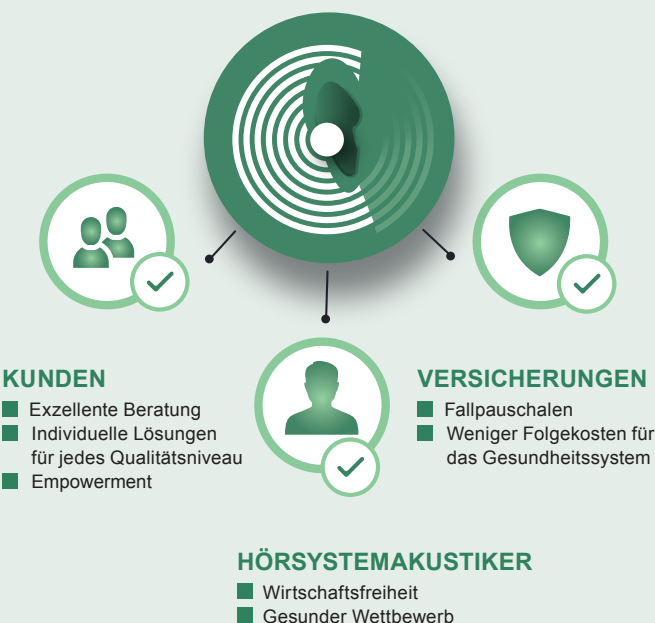 KUNDEN
Exzellente Beratung
Individuelle Lösungen
für jedes Qualitätsniveau
Empowerment
VERSICHERUNGEN
Fallpauschalen
Weniger Folgekosten für
das Gesundheitssystem
HÖRSYSTEMAKUSTIKER
Wirtschaftsfreiheit
Gesunder Wettbewerb